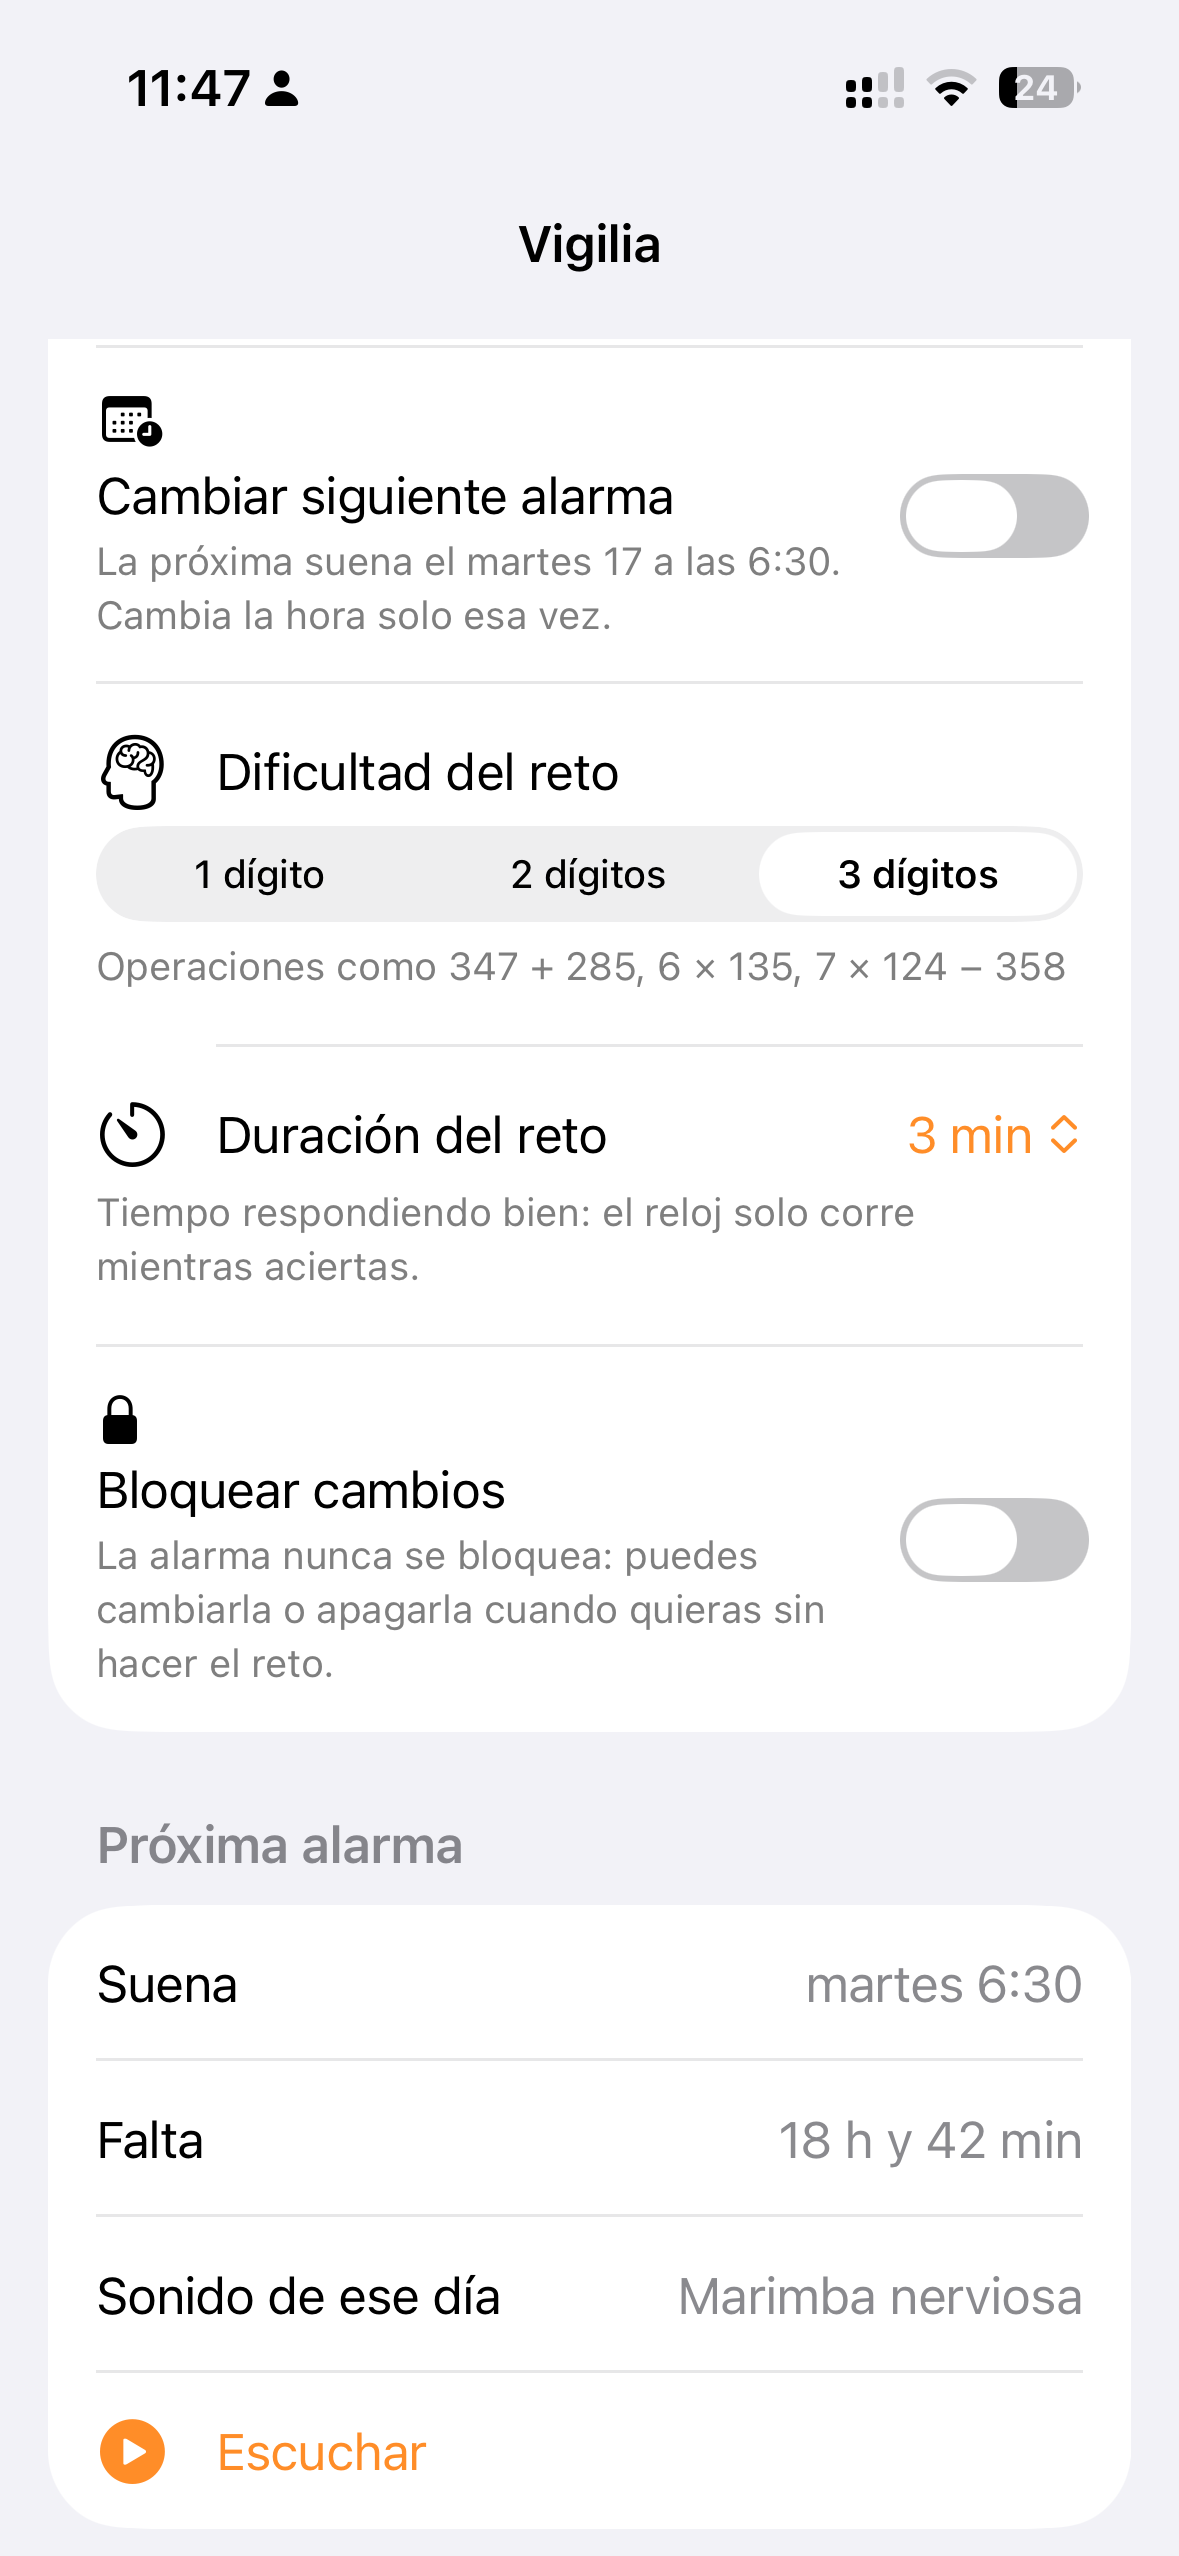 11:47
24
Vigilia
Cambiar siguiente alarma
La próxima suena el martes 17 a las 6:30.
Cambia la hora solo esa vez.
Dificultad del reto
1 dígito
2 dígitos
3 dígitos
Operaciones como 347 + 285, 6 × 135, 7 × 124 − 358
Duración del reto
3 min
Tiempo respondiendo bien: el reloj solo corre
mientras aciertas.
Bloquear cambios
La alarma nunca se bloquea: puedes
cambiarla o apagarla cuando quieras sin
hacer el reto.
Próxima alarma
Suena
martes 6:30
Falta
18 h y 42 min
Sonido de ese día
Marimba nerviosa
Escuchar